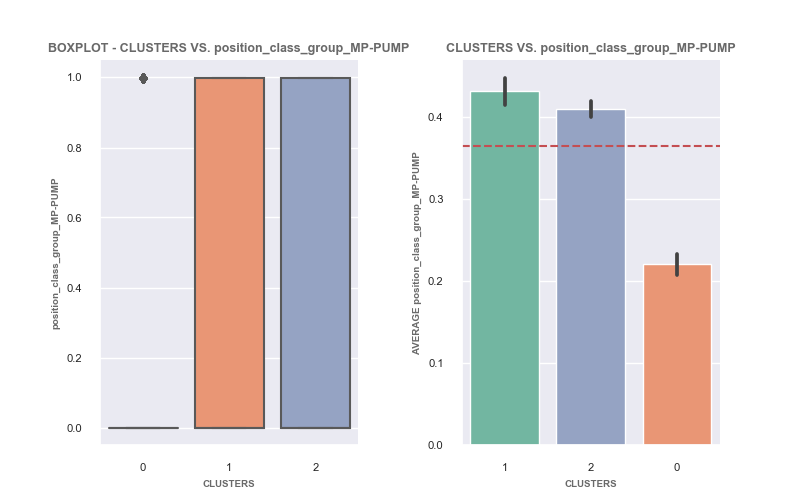 BOXPLOT - CLUSTERS VS. position_class_group_MP-PUMP
position_class_group_MP-PUMP
1.0
0.8
0.6
0.4
0.2
0.0
0 1 2
CLUSTERS
CLUSTERS VS. position_class_group_MP-PUMP
AVERAGE position_class_group_MP-PUMP
0.4
0.3
0.2
0.1
0.0
1 2 0
CLUSTERS